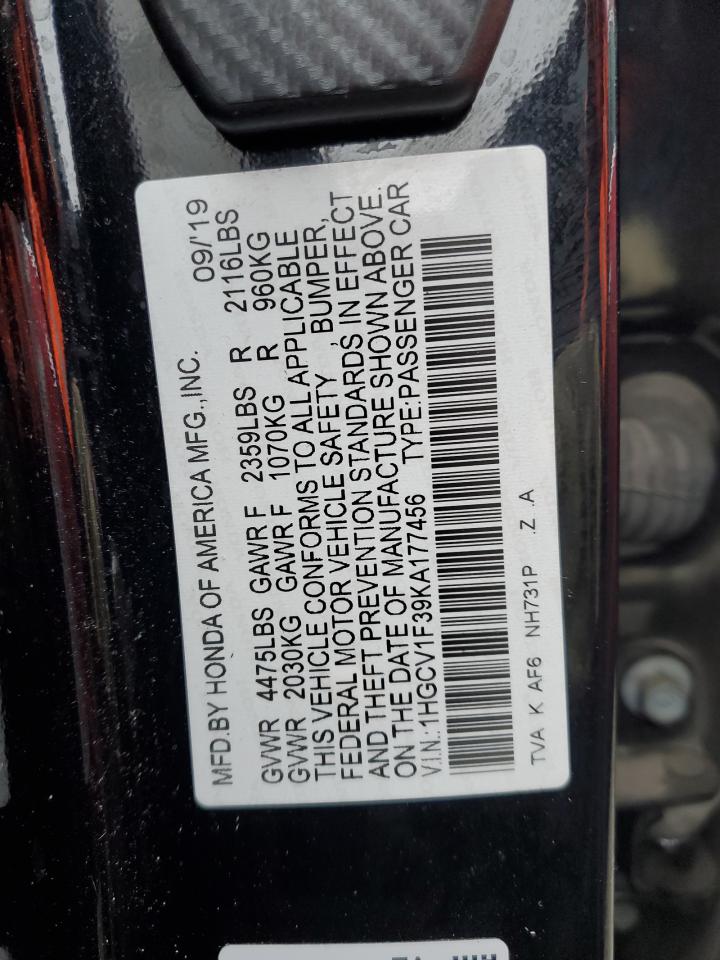 MFD.BY HONDA OF AMERICA MFG.,INC. 09/'19
GVWR 4475LBS GAWR F 2359LBS R 2116LBS
GVWR 2030KG GAWR F 1070KG R 960KG
THIS VEHICLE CONFORMS TO ALL APPLICABLE
FEDERAL MOTOR VEHICLE SAFETY, BUMPER,
AND THEFT PREVENTION STANDARDS, IN EFFECT
ON THE DATE OF MANUFACTURE SHOWN ABOVE.
V.I.N.:1HGCV1F39KA177456 TYPE:PASSENGER CAR
TVA K AF6 NH731P .Z .A